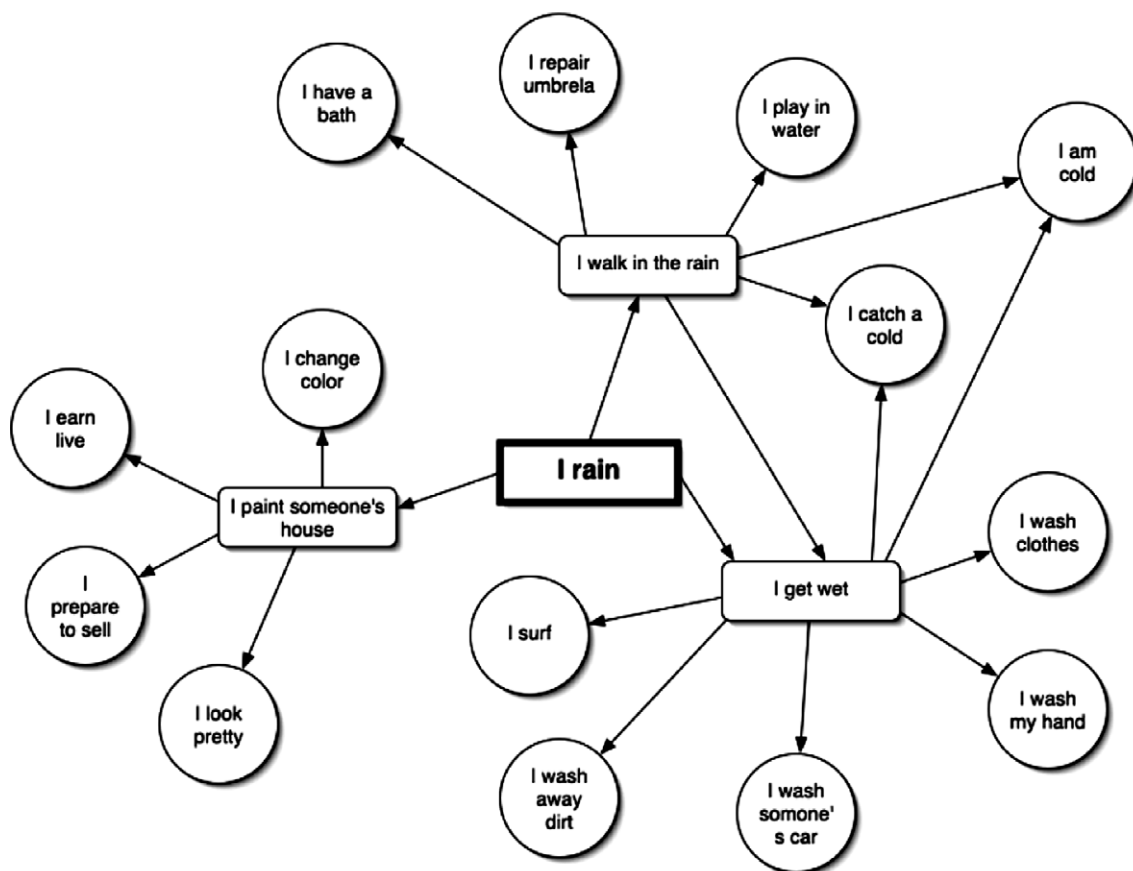 I repair
umbrela
I have a
bath
I play in
water
I am
cold
I walk in the rain
I catch a
cold
I change
color
I earn
live
I rain
I paint someone's
house
I wash
clothes
I get wet
I
prepare
to sell
I surf
I look
pretty
I wash
my hand
I wash
away
dirt
I wash
somone'
s car